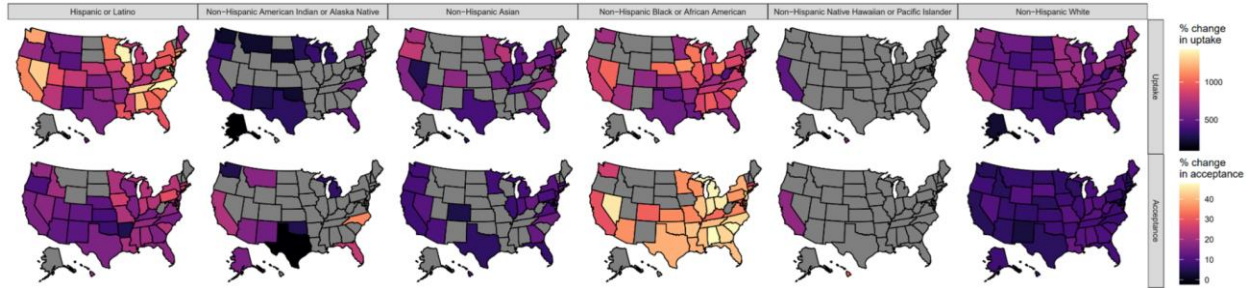 Hispanic or Latino
Non−Hispanic American Indian or Alaska Native
Non−Hispanic Asian
Non−Hispanic Black or African American
Non−Hispanic Native Hawaiian or Pacific Islander
Non−Hispanic White
Uptake
Acceptance
% change
in uptake
1000
500
% change
in acceptance
40
30
20
10
0